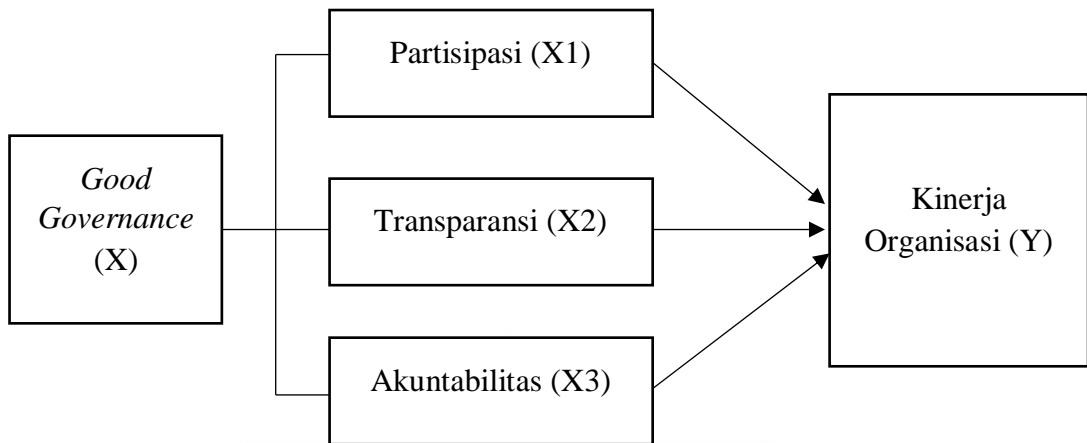 Partisipasi (X1)
Good
Governance
(X)
Transparansi (X2)
Kinerja
Organisasi (Y)
Akuntabilitas (X3)